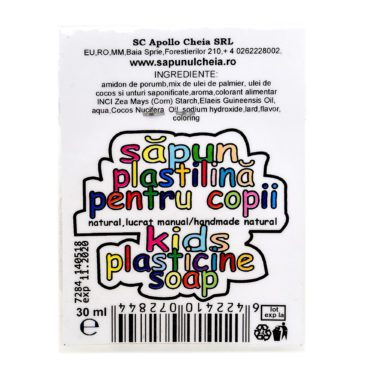 SC Apollo Cheia SRL
EU,RO,MM,Baia Sprie,Forestierilor 210,+4 0262228002.
www.sapunulcheia.ro
INGREDIENTE:
amidon de porumb,mix de ulei de palmier, ulei de
cocos si unturi saponificate,aroma,colorant alimentar
INCI Zea Mays (Corn) Starch,Elaeis Guineensis Oil,
aqua,Cocos Nucifera Oil,sodium hydroxide,lard,flavor,
coloring
săpun
plastilină
pentru copii
natural,lucrat manual/handmade natural
kids
plasticine
soap
7284 140518
exp 11.2020
30 ml
e
6422410072844
lot
exp la